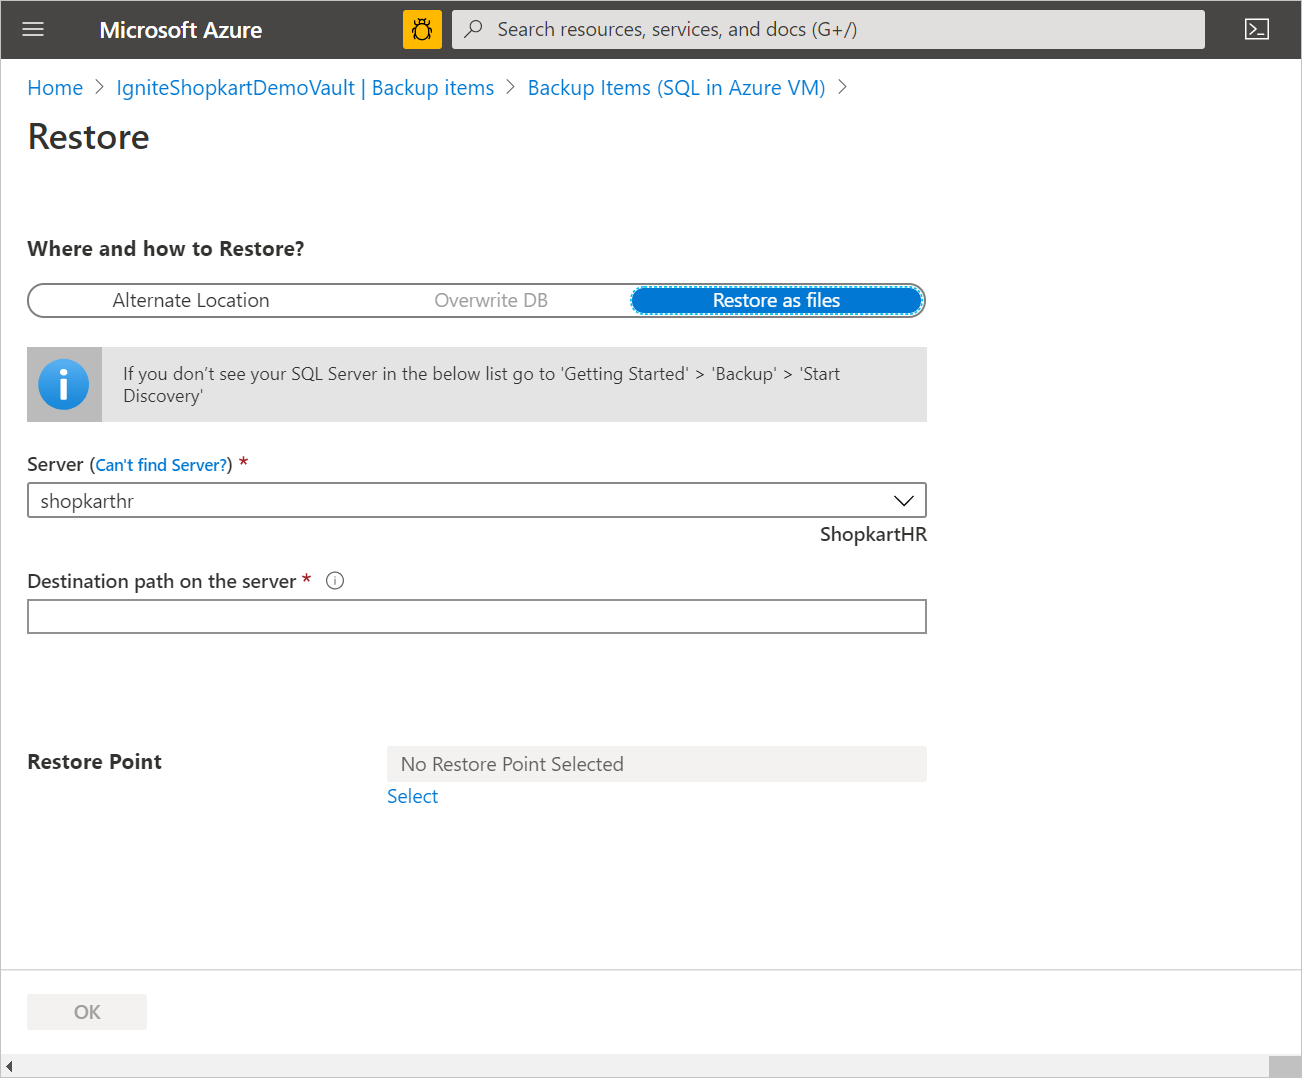 Microsoft Azure
Search resources, services, and docs (G+/)
Home > IgniteShopkartDemoVault | Backup items > Backup Items (SQL in Azure VM) >
Restore
Where and how to Restore?
Alternate Location Overwrite DB Restore as files
If you don’t see your SQL Server in the below list go to 'Getting Started' > 'Backup' > 'Start
Discovery'
Server (Can't find Server?) *
shopkarthr
ShopkartHR
Destination path on the server *
Restore Point
No Restore Point Selected
Select
OK